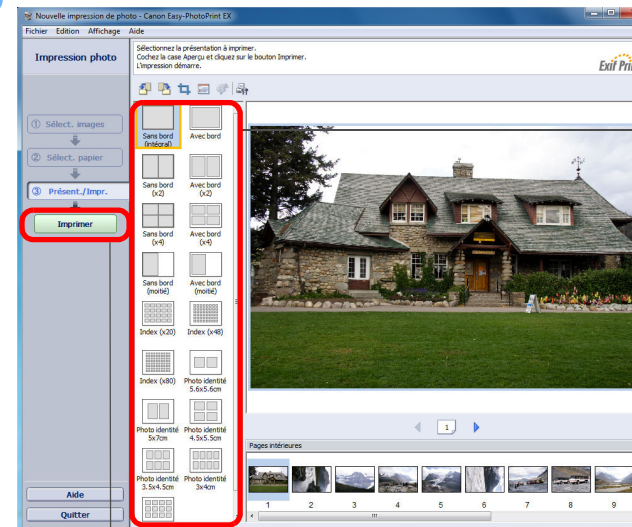 Nouvelle impression de photo - Canon Easy-PhotoPrint EX
Fichier Edition Affichage Aide
Impression photo
Sélectionnez la présentation à imprimer.
Cochez la case Aperçu et cliquez sur le bouton Imprimer.
L'impression démarre.
Exif Prin
① Sélect. images
② Sélect. papier
③ Présent./Impr.
Imprimer
Sans bord (intégral)
Avec bord
Sans bord (x2)
Avec bord (x2)
Sans bord (x4)
Avec bord (x4)
Sans bord (moitié)
Avec bord (moitié)
Index (x20)
Index (x48)
Index (x80)
Photo identité 5.6x5.6cm
Photo identité 5x7cm
Photo identité 4.5x5.5cm
Photo identité 3.5x4.5cm
Photo identité 3x4cm
1
Pages intérieures
1 2 3 4 5 6 7 8 9
Aide
Quitter